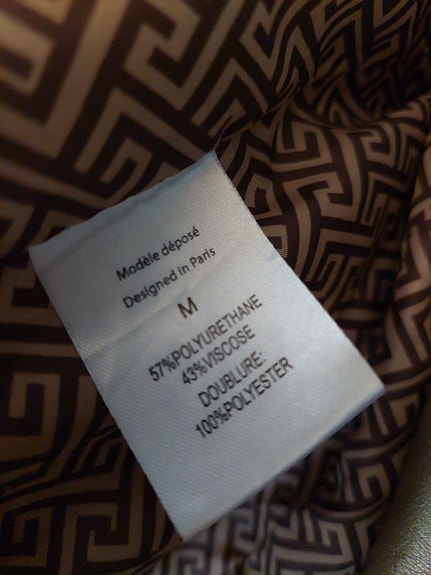 Modèle déposé
Designed in Paris
M
57%POLYURETHANE
43%VISCOSE
DOUBLURE:
100%POLYESTER